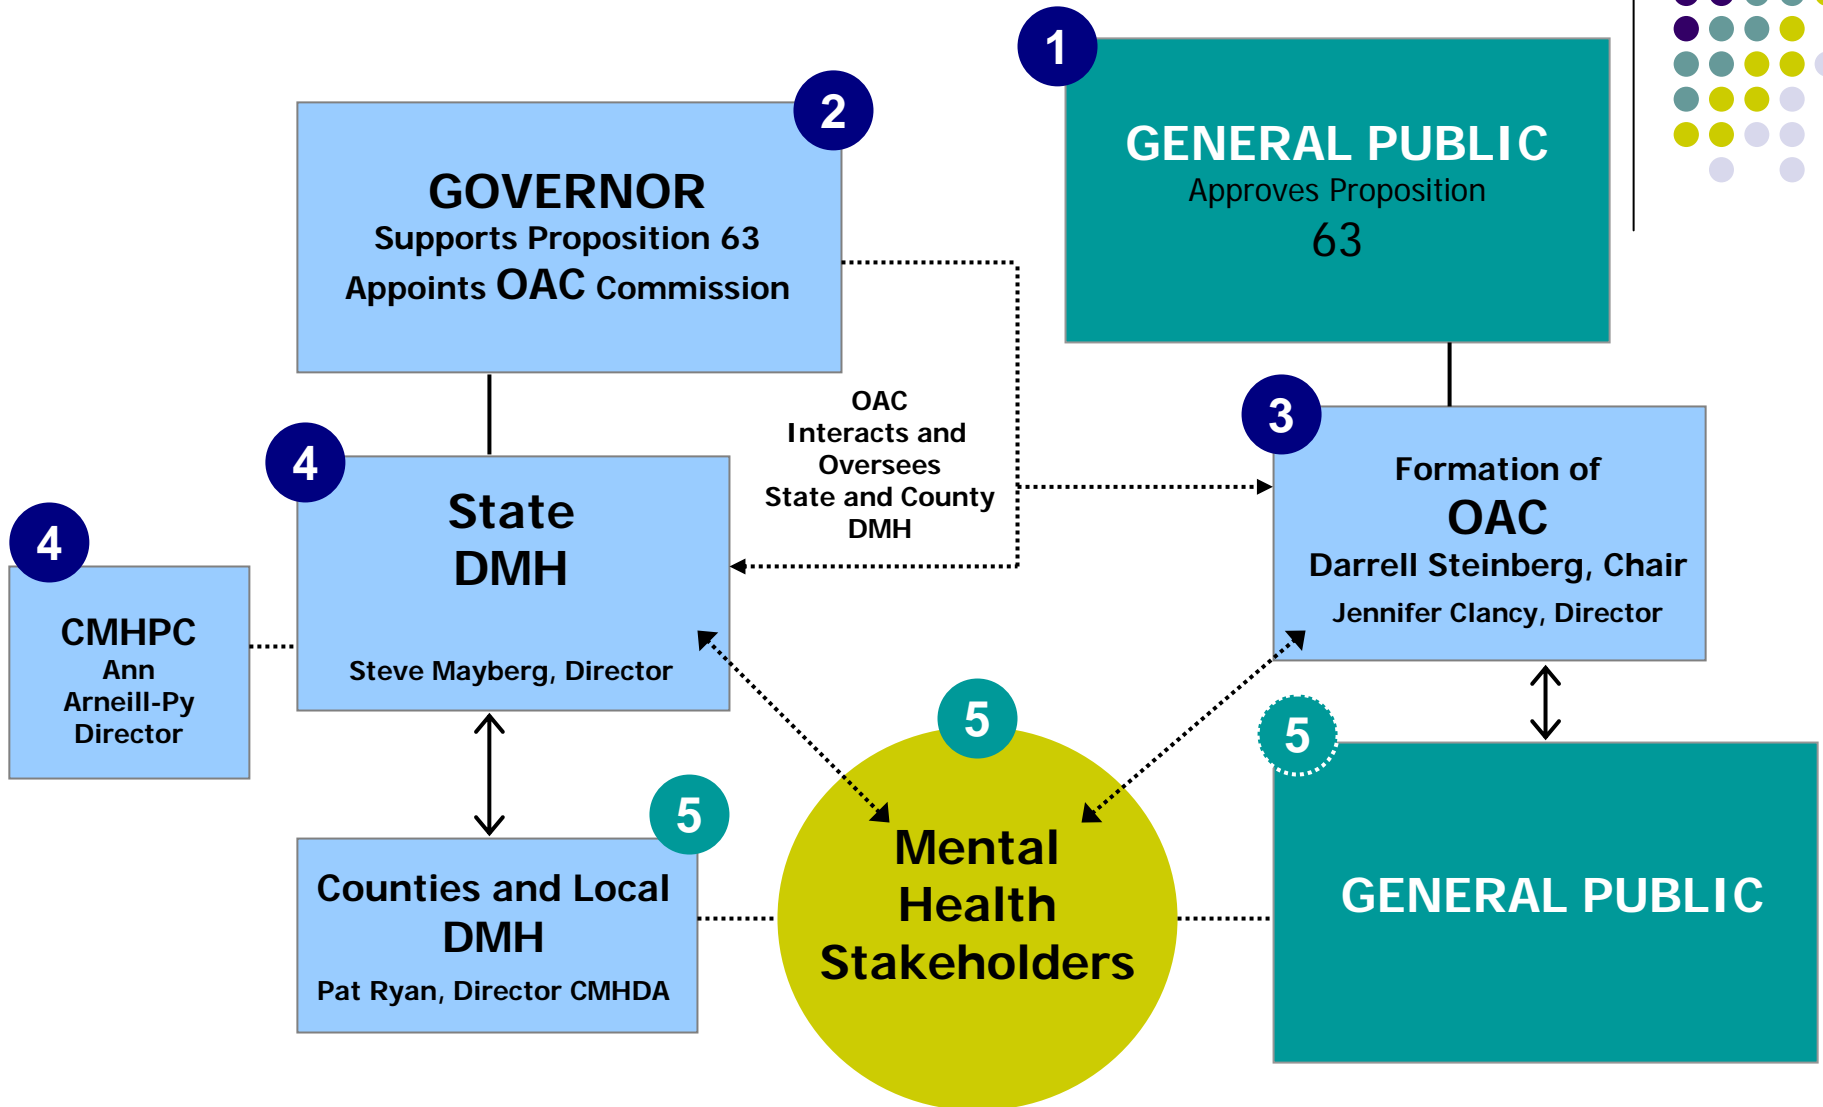 1
GENERAL PUBLIC
Approves Proposition
63
2
GOVERNOR
Supports Proposition 63
Appoints OAC Commission
OAC
Interacts and
Oversees
State and County
DMH
3
Formation of
OAC
Darrell Steinberg, Chair
Jennifer Clancy, Director
4
State
DMH
Steve Mayberg, Director
4
CMHPC
Ann
Arneill-Py
Director
5
Counties and Local
DMH
Pat Ryan, Director CMHDA
5
Mental
Health
Stakeholders
5
GENERAL PUBLIC